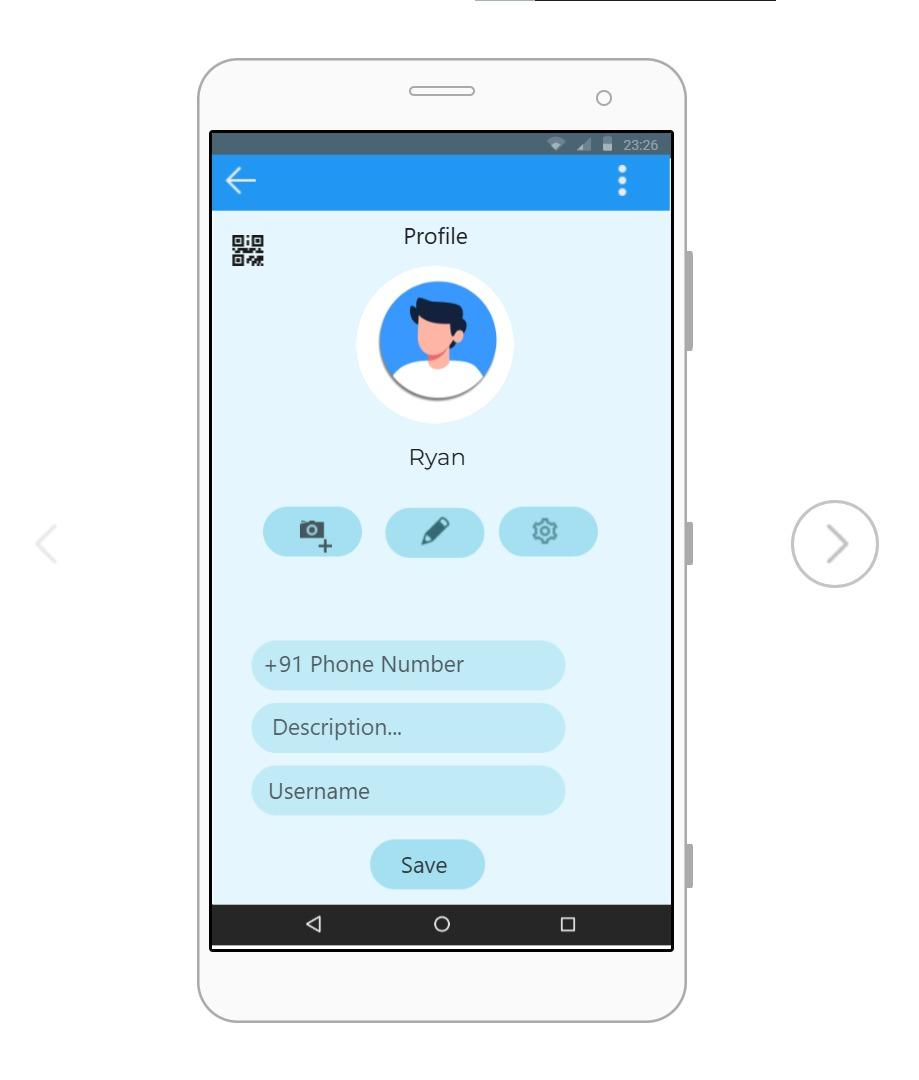 23:26
Profile
Ryan
+91 Phone Number
Description...
Username
Save